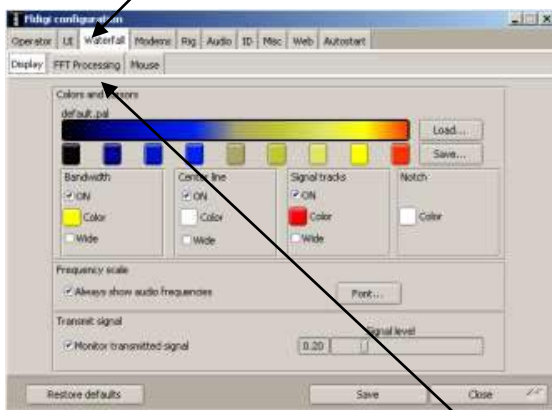 Fldigi configuration
Operator UI Waterfall Modems Rig Audio ID Misc Web Autostart
Display FFT Processing Mouse
Colors and cursors
default.pal
Load...
Save...
Bandwidth Center line Signal tracks Notch
ON ON ON
Color Color Color Color
Wide Wide Wide
Frequency scale
Always show audio frequencies Font...
Transmit signal
Signal level
Monitor transmitted signal 0.20
Restore defaults Save Close